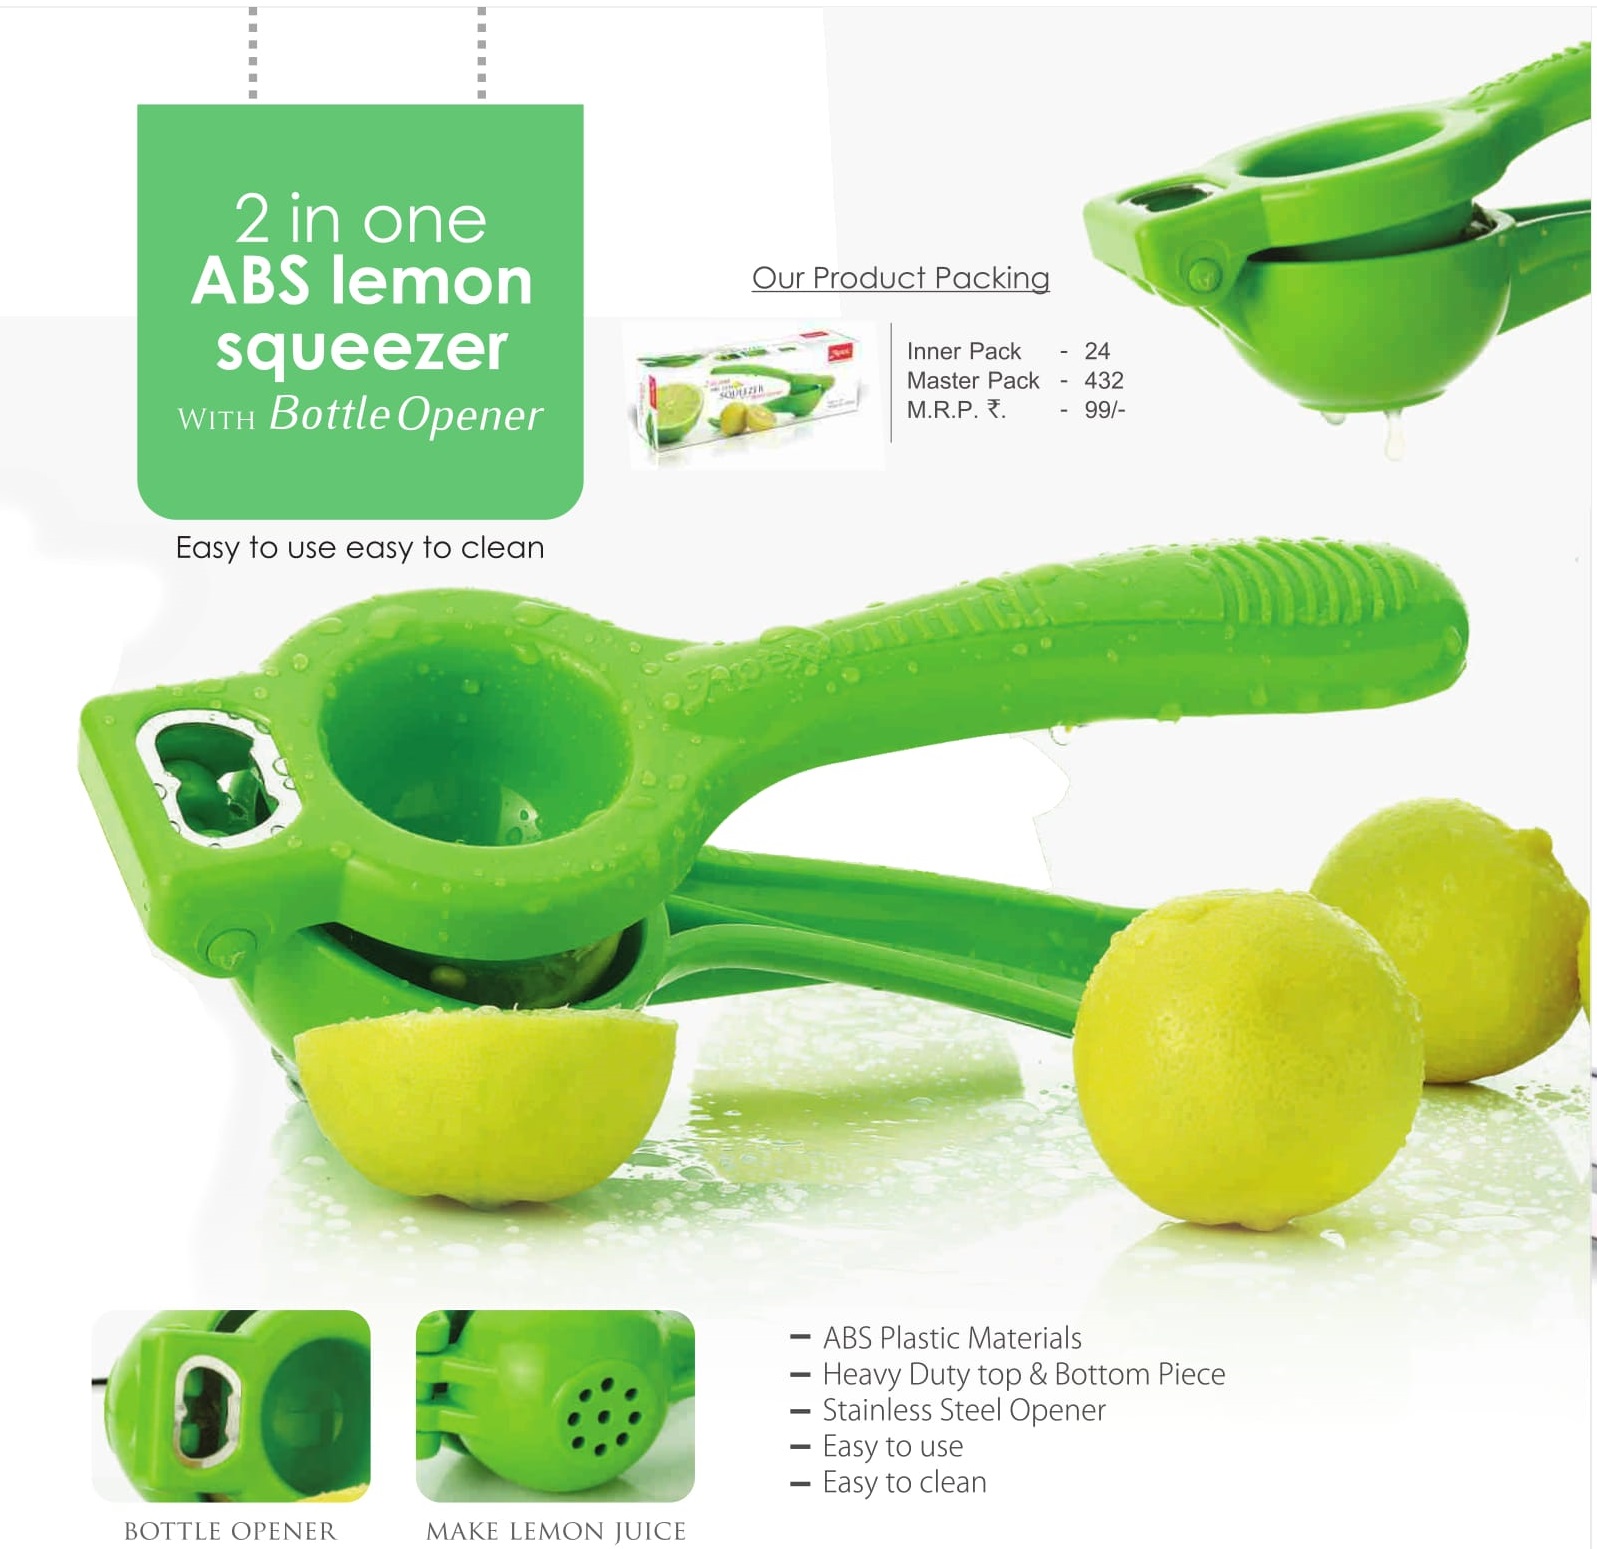 2 in one
ABS lemon
squeezer
WITH Bottle Opener
Easy to use easy to clean
Our Product Packing
Inner Pack - 24
Master Pack - 432
M.R.P. ₹. - 99/-
SQUEEZER
— ABS Plastic Materials
— Heavy Duty top & Bottom Piece
— Stainless Steel Opener
— Easy to use
— Easy to clean
BOTTLE OPENER
MAKE LEMON JUICE